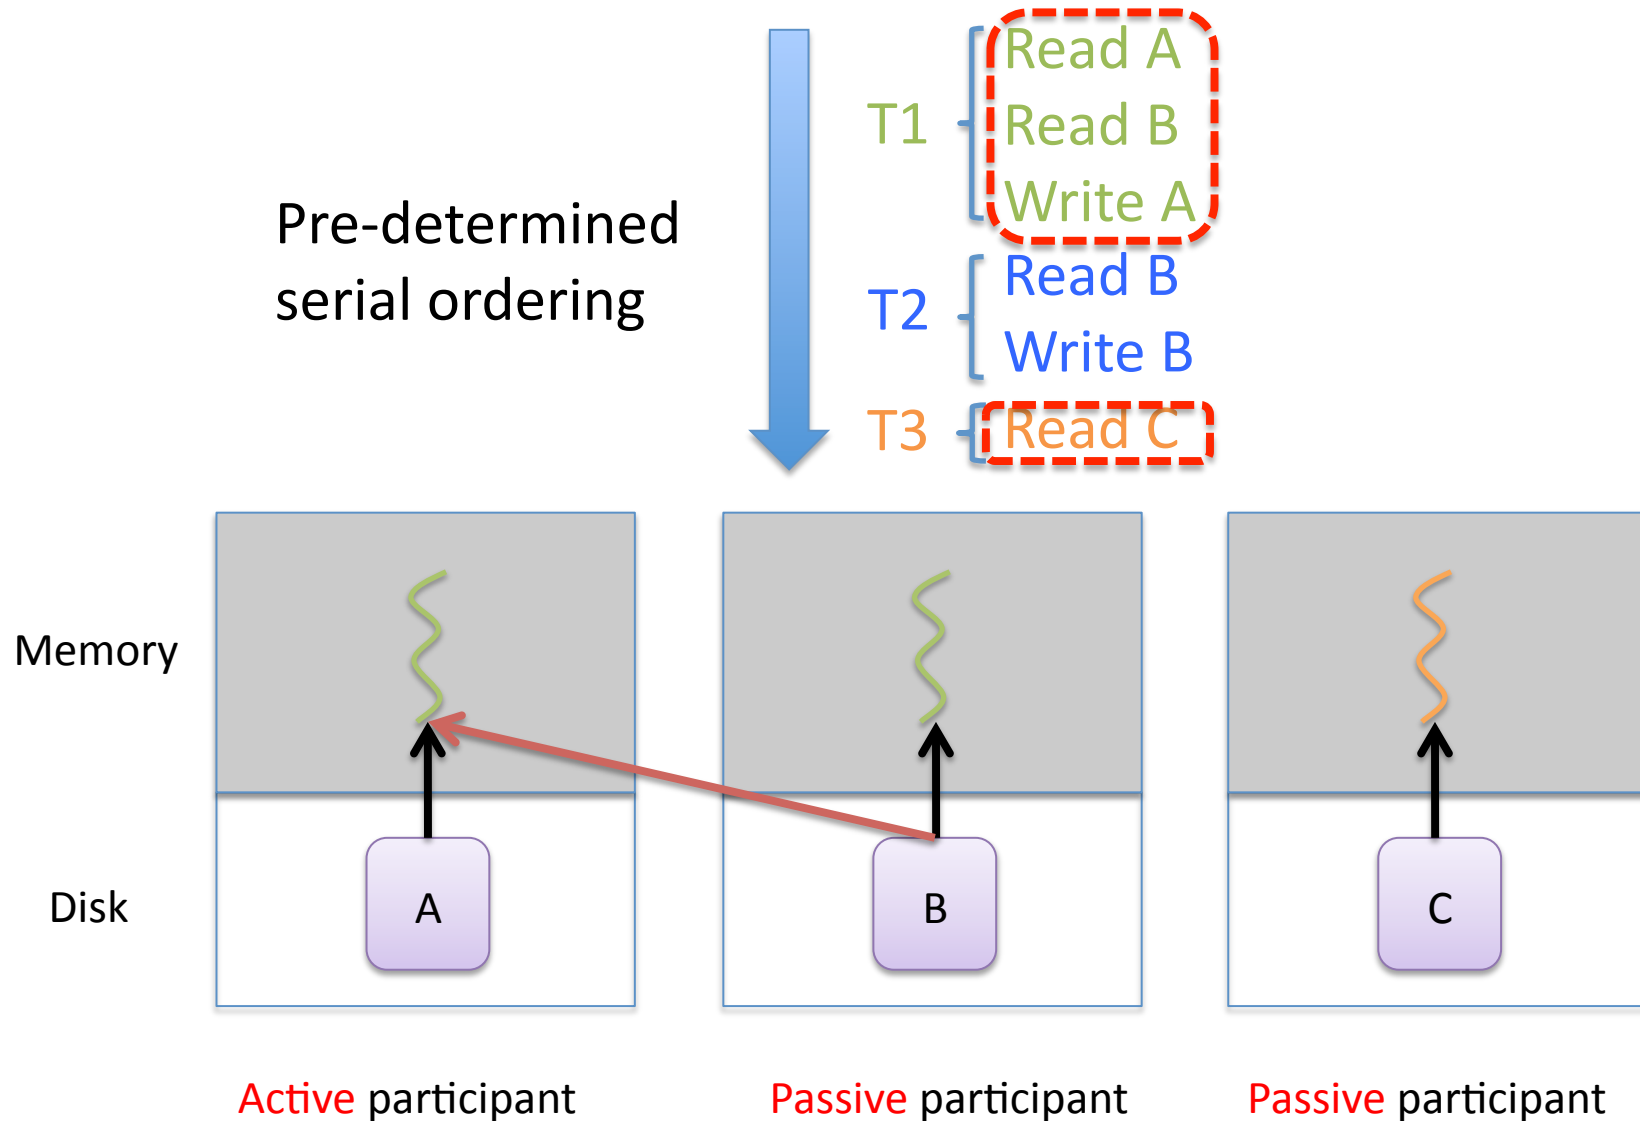 Pre-determined
serial ordering
T1
Read A
Read B
Write A
T2
Read B
Write B
T3
Read C
Memory
Disk
A
B
C
Active participant
Passive participant
Passive participant